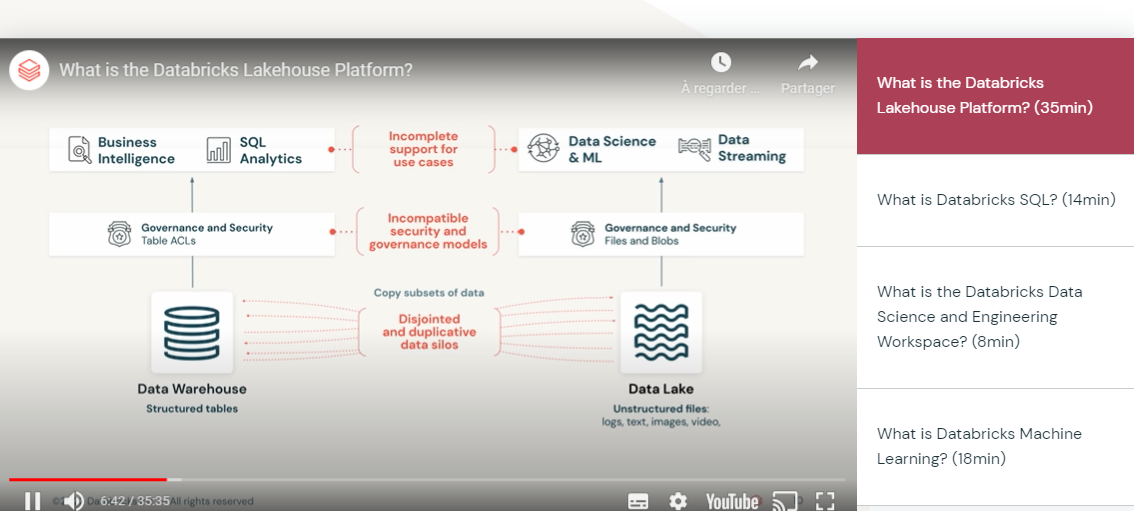 What is the Databricks Lakehouse Platform?
À regarder ...
Partager
Business
Intelligence
SQL
Analytics
Incomplete
support for
use cases
Data Science
& ML
Data
Streaming
Governance and Security
Table ACLs
Incompatible
security and
governance models
Governance and Security
Files and Blobs
Copy subsets of data
Disjointed
and duplicative
data silos
Data Warehouse
Structured tables
Data Lake
Unstructured files:
logs, text, images, video,
6:42 / 35:35
All rights reserved
YouTube
What is the Databricks
Lakehouse Platform? (35min)
What is Databricks SQL? (14min)
What is the Databricks Data
Science and Engineering
Workspace? (8min)
What is Databricks Machine
Learning? (18min)